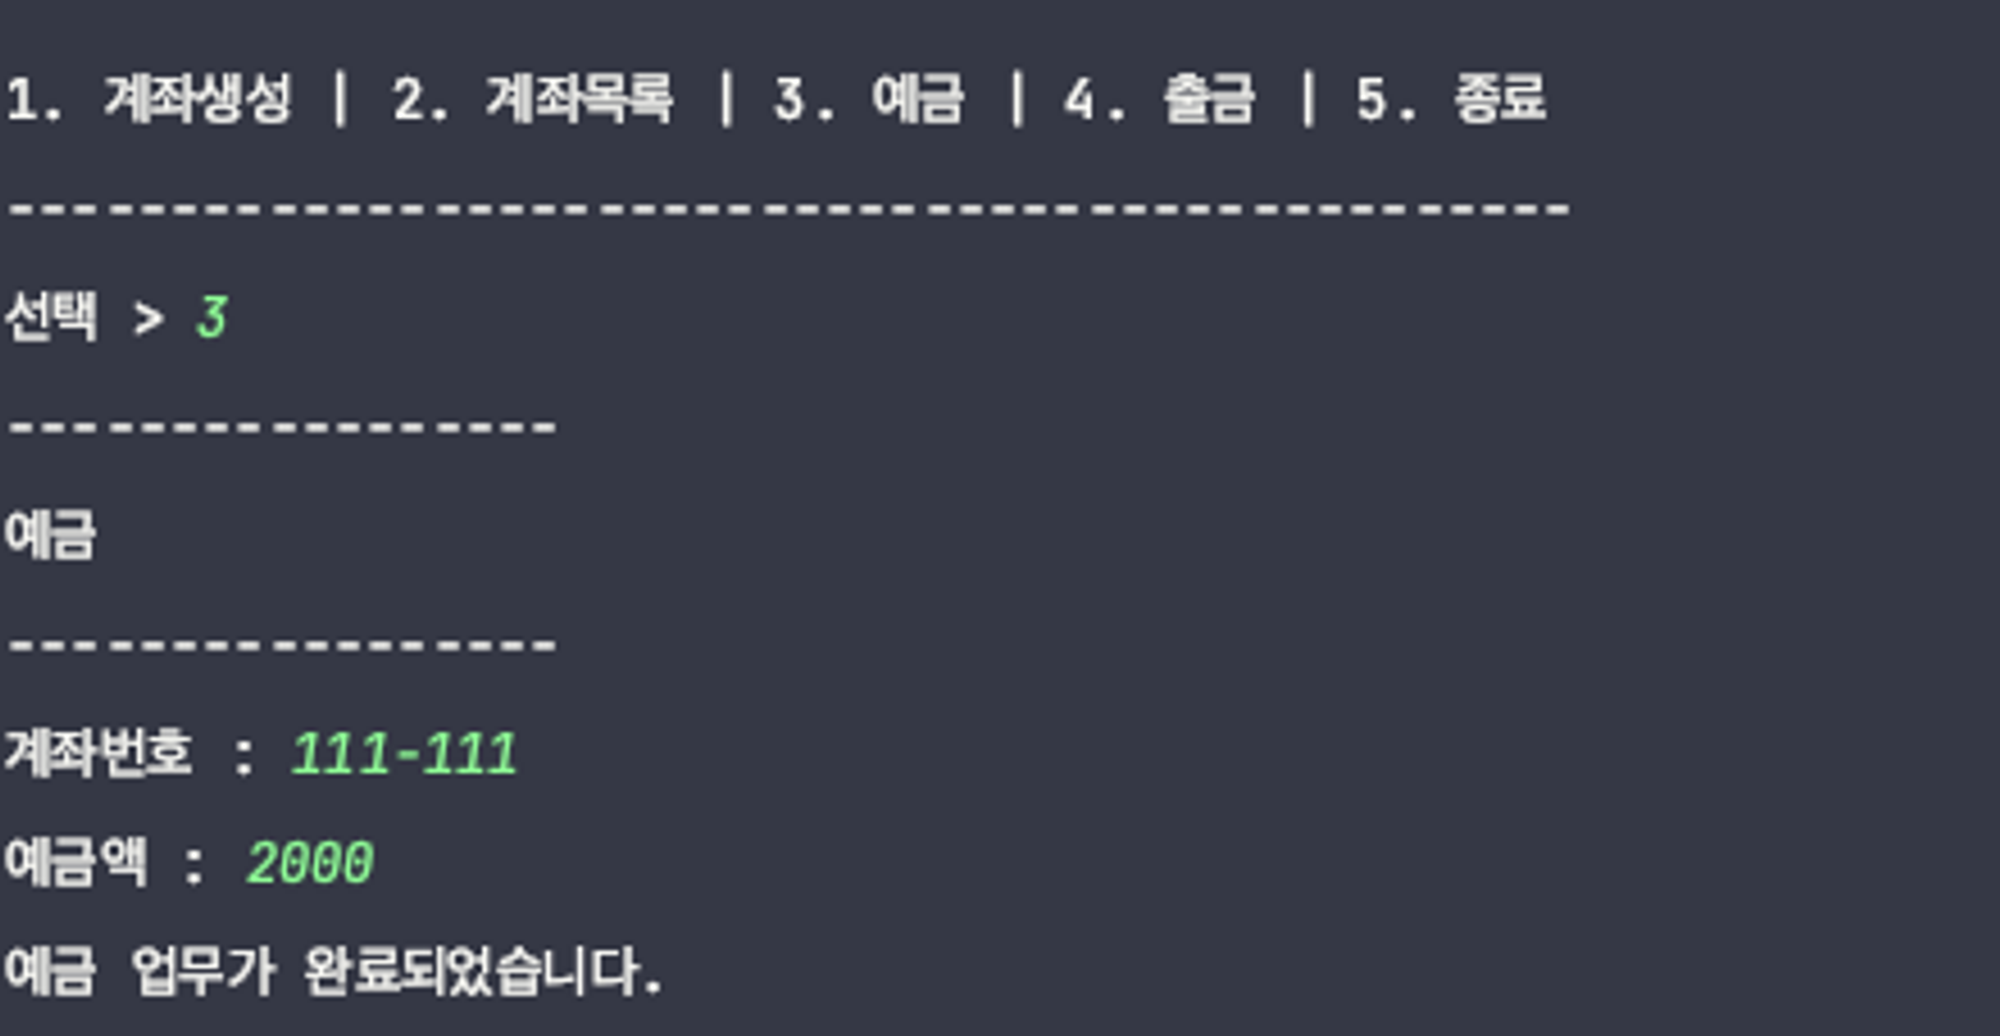 1. 계좌생성 | 2. 계좌목록 | 3. 예금 | 4. 출금 | 5. 종료
------------------------------------------------
선택 > 3
-----------------
예금
-----------------
계좌번호 : 111-111
예금액 : 2000
예금 업무가 완료되었습니다.